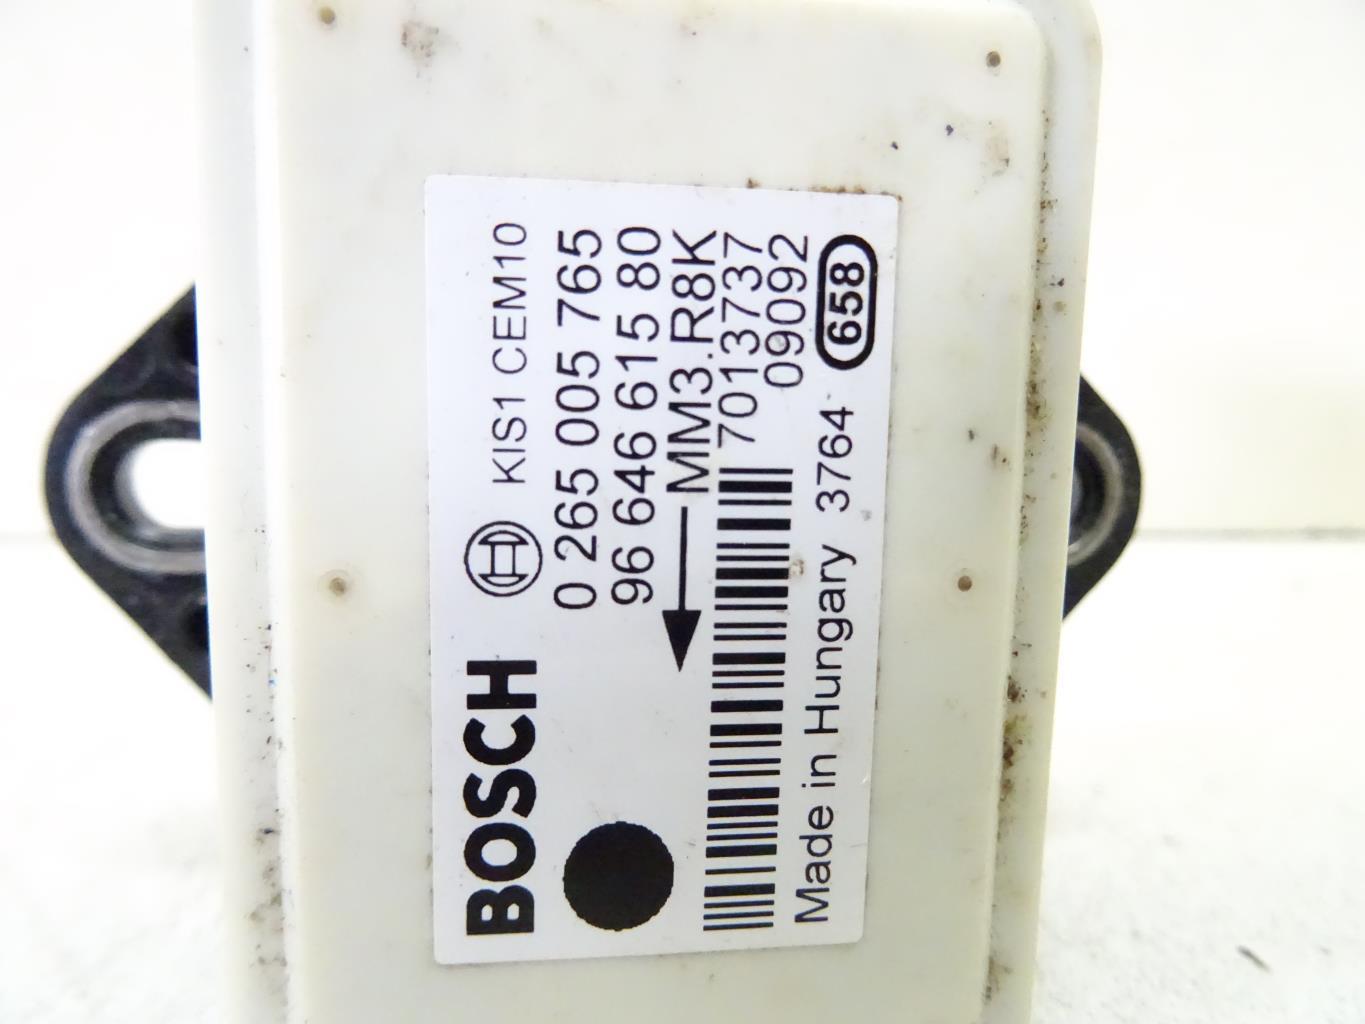 BOSCH KIS1 CEM10
0 265 005 765
96 646 615 80
MM3.R8K
7013737
09092
Made in Hungary 3764 658